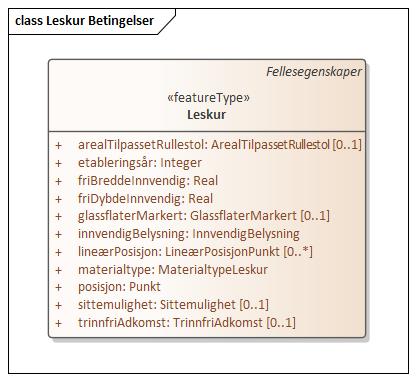 class Leskur Betingelser
Fellesegenskaper
«featureType»
Leskur
+ arealTilpassetRullestol: ArealTilpassetRullestol [0..1]
+ etableringsår: Integer
+ friBreddeInnvendig: Real
+ friDybdeInnvendig: Real
+ glassflaterMarkert: GlassflaterMarkert [0..1]
+ innvendigBelysning: InnvendigBelysning
+ lineærPosisjon: LineærPosisjonPunkt [0..*]
+ materialtype: MaterialtypeLeskur
+ posisjon: Punkt
+ sittemulighet: Sittemulighet [0..1]
+ trinnfriAdkomst: TrinnfriAdkomst [0..1]